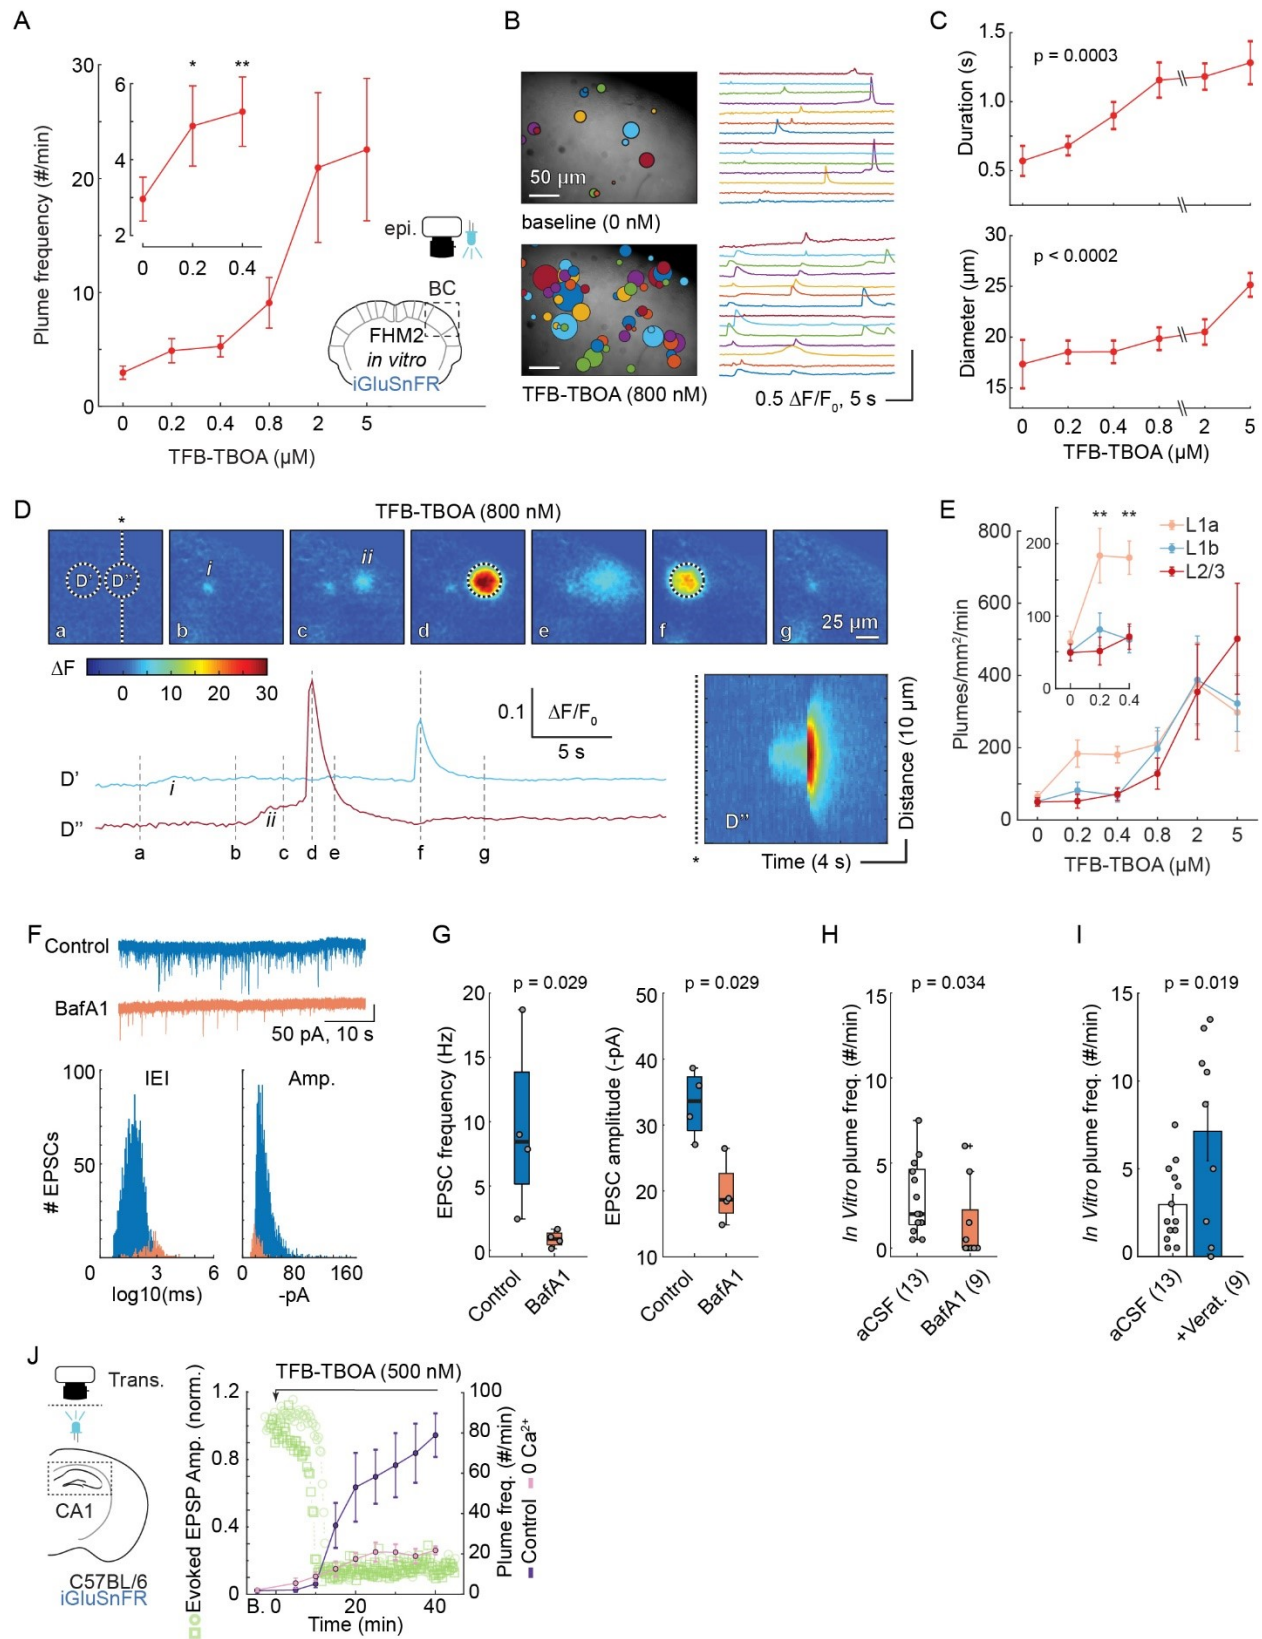 A
Plume frequency (#/min)
30
20
10
0
6
4
2
*
**
0
0.2
0.4
epi.
BC
FHM2
in vitro
iGluSnFR
0
0.2
0.4
0.8
2
5
TFB-TBOA (µM)
B
50 µm
baseline (0 nM)
TFB-TBOA (800 nM)
0.5 ΔF/F0, 5 s
C
Duration (s)
1.5
1.0
0.5
p = 0.0003
Diameter (µm)
30
25
20
15
p < 0.0002
0
0.2
0.4
0.8
2
5
TFB-TBOA (µM)
D
TFB-TBOA (800 nM)
*
D'
D''
i
ii
a
b
c
d
e
f
g
25 µm
ΔF
0
10
20
30
0.1
ΔF/F0
5 s
D'
i
D''
ii
a
b
c
d
e
f
g
*
D''
Time (4 s)
Distance (10 µm)
E
Plumes/mm²/min
800
600
400
200
0
200
100
0
**
**
0
0.2
0.4
L1a
L1b
L2/3
0
0.2
0.4
0.8
2
5
TFB-TBOA (µM)
F
Control
BafA1
50 pA, 10 s
# EPSCs
100
50
IEI
Amp.
0
3
6
log10(ms)
0
80
160
-pA
G
p = 0.029
EPSC frequency (Hz)
20
15
10
5
0
Control
BafA1
p = 0.029
EPSC amplitude (-pA)
50
40
30
20
10
Control
BafA1
H
p = 0.034
In Vitro plume freq. (#/min)
15
10
5
0
aCSF (13)
BafA1 (9)
I
p = 0.019
In Vitro plume freq. (#/min)
15
10
5
0
aCSF (13)
+Verat. (9)
J
Trans.
CA1
C57BL/6
iGluSnFR
TFB-TBOA (500 nM)
Evoked EPSP Amp. (norm.)
1.2
0.8
0.4
0
100
80
60
40
20
0
Plume freq. (#/min)
Control
0 Ca²⁺
B.
0
20
40
Time (min)